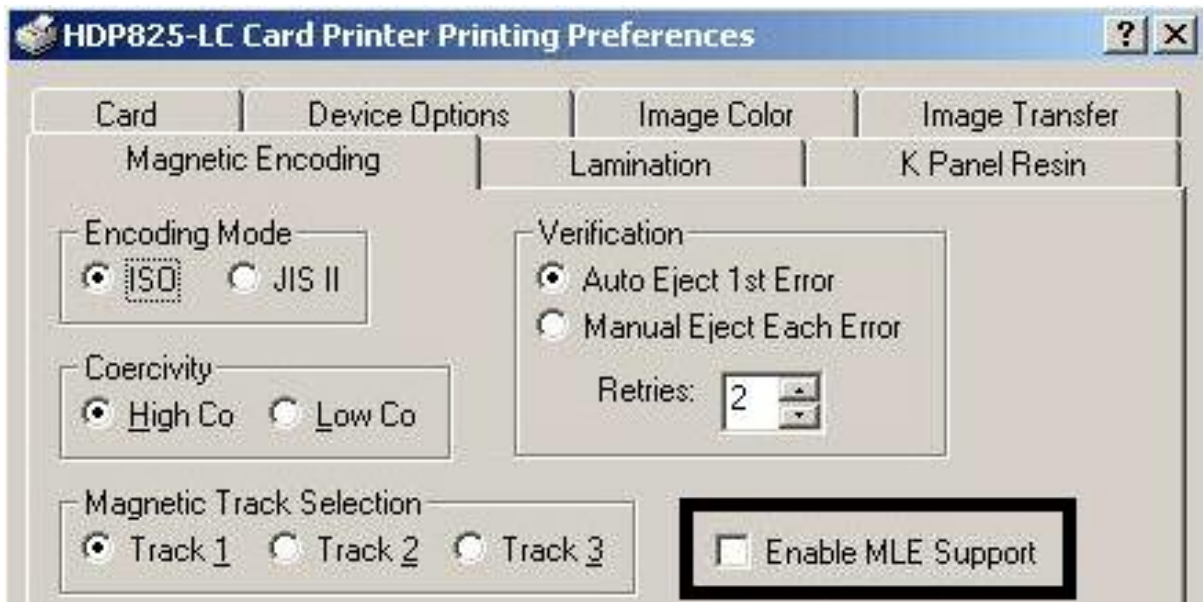 HDP825-LC Card Printer Printing Preferences
Card Device Options Image Color Image Transfer
Magnetic Encoding Lamination K Panel Resin
Encoding Mode
ISO JIS II
Verification
Auto Eject 1st Error
Manual Eject Each Error
Retries: 2
Coercivity
High Co Low Co
Magnetic Track Selection
Track 1 Track 2 Track 3
Enable MLE Support